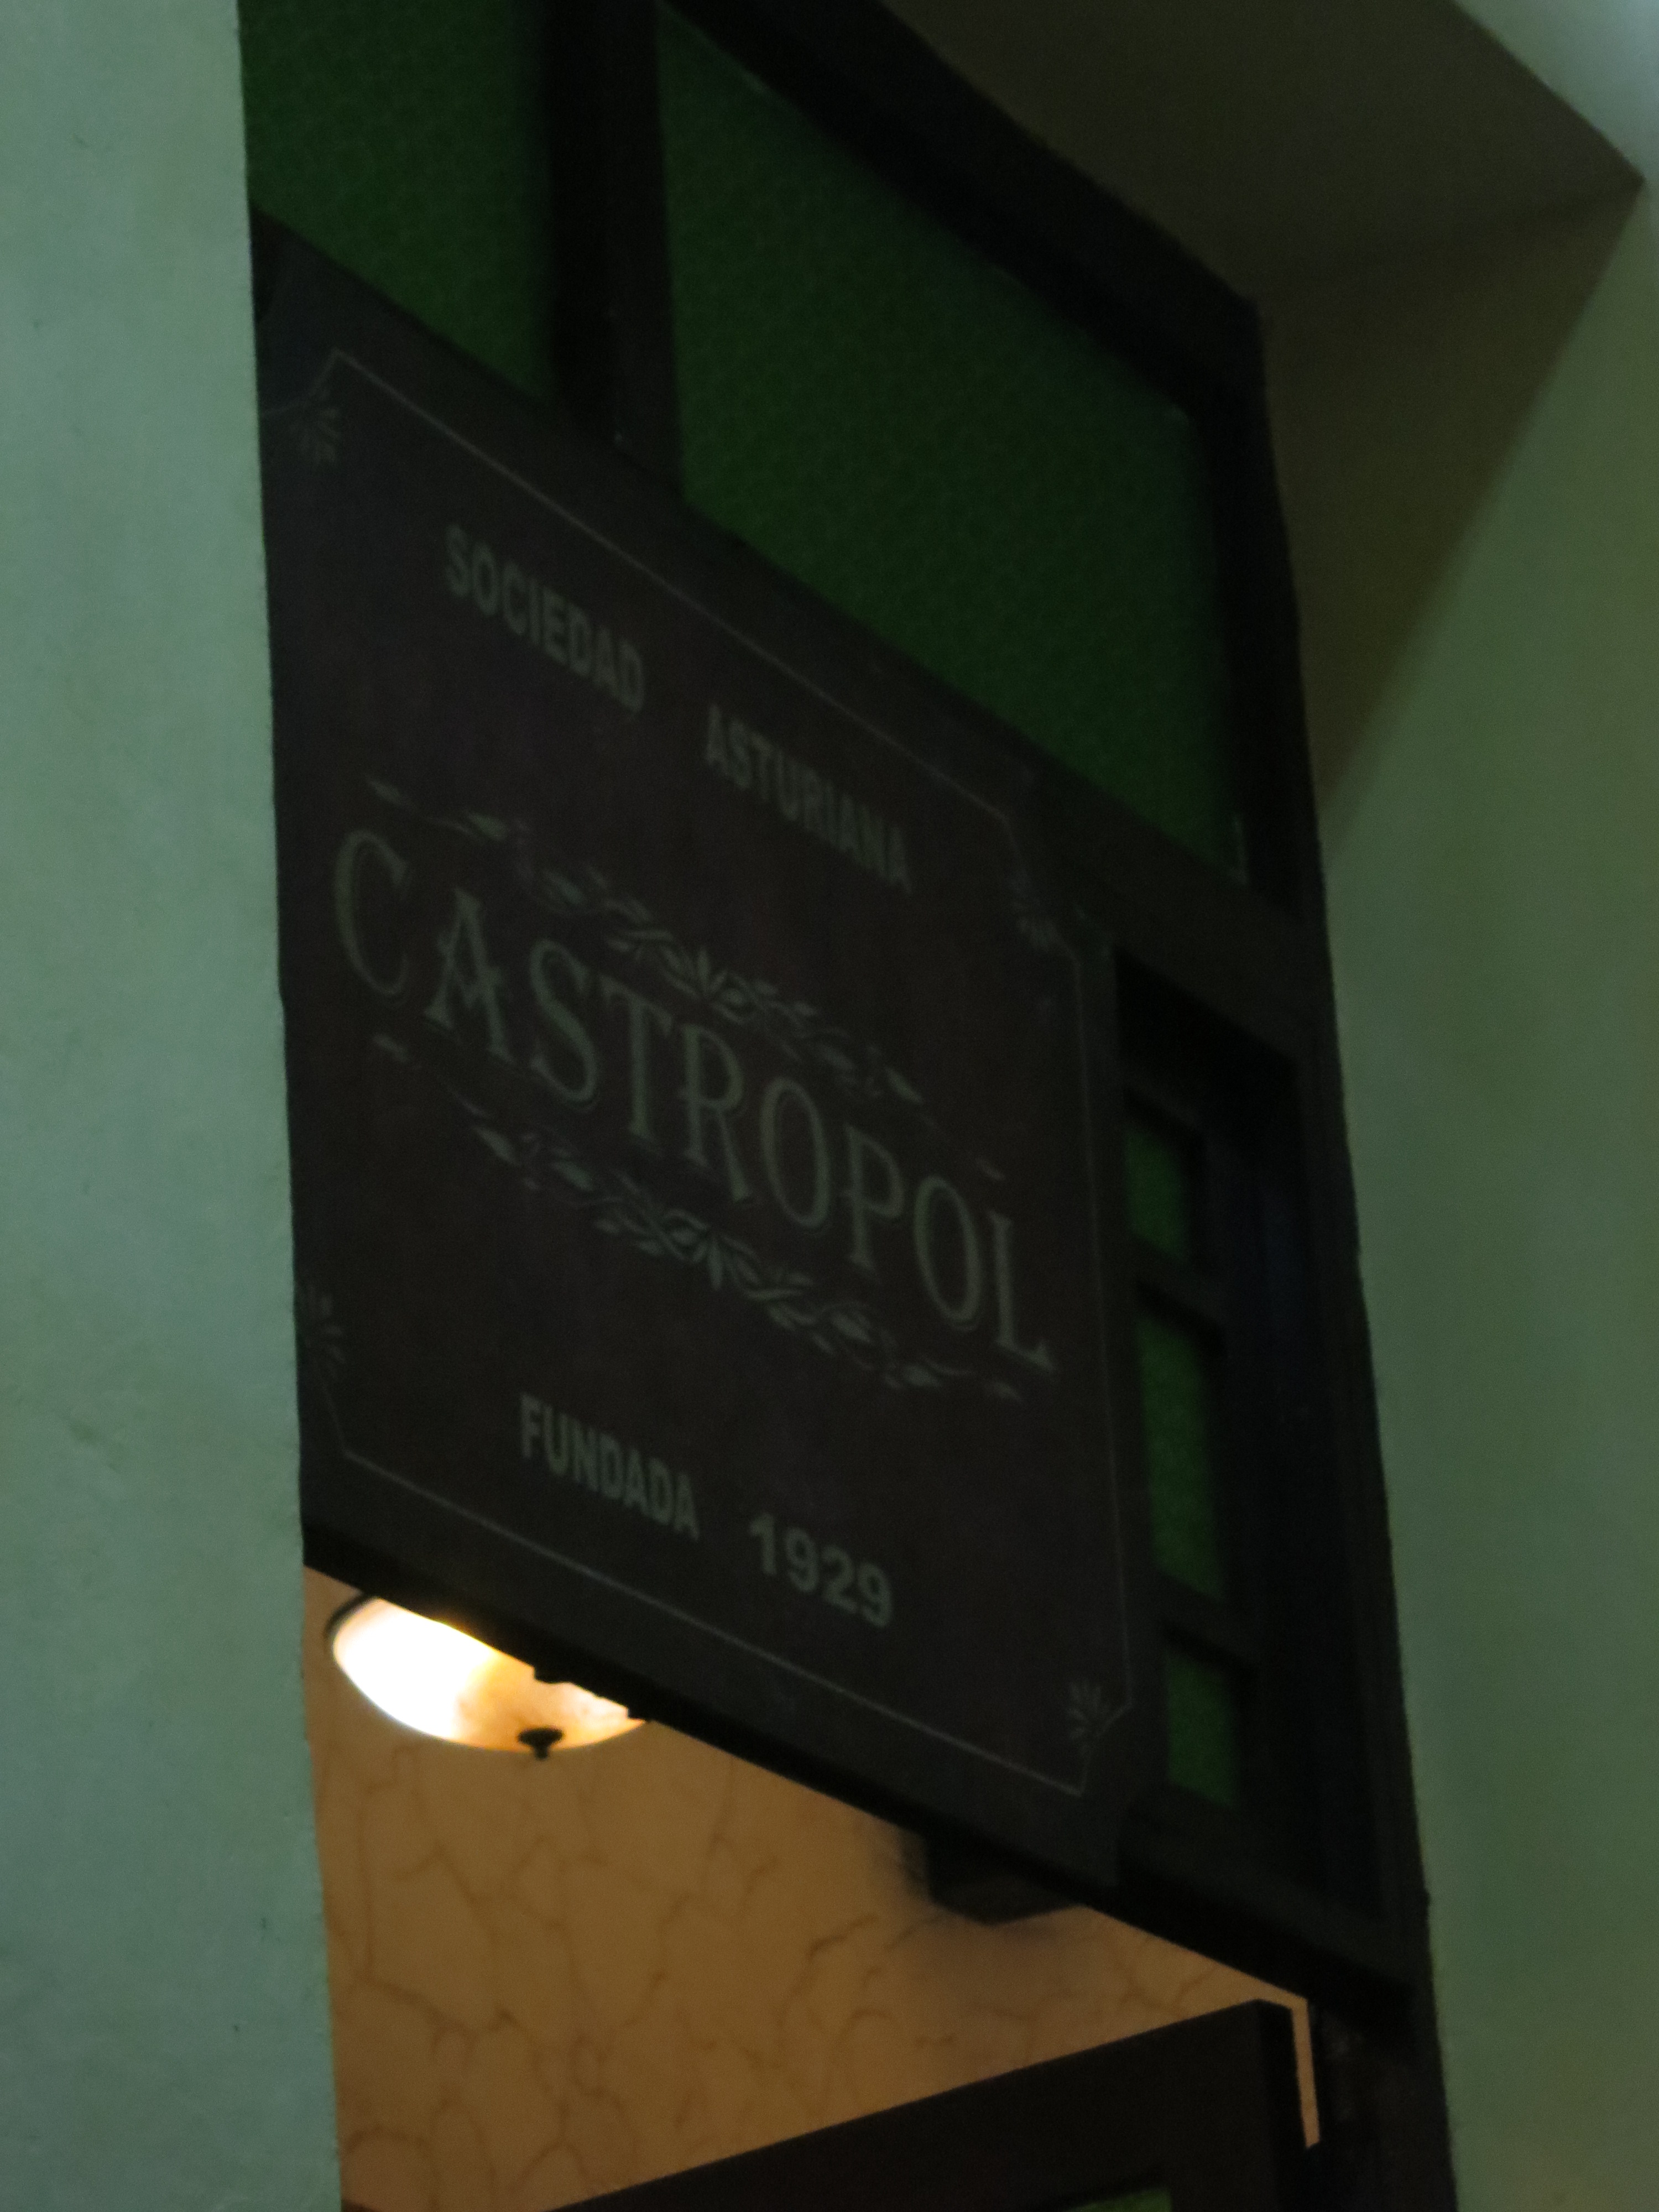 SOCIEDAD ASTURIANA
CASTROPOL
FUNDADA 1929